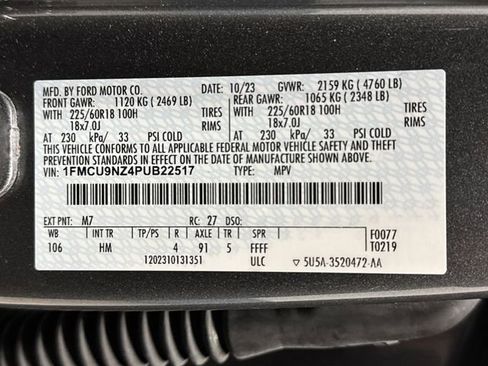 MFD. BY FORD MOTOR CO. DATE: 10/23 GVWR: 2159 KG ( 4760 LB)
FRONT GAWR: 1120 KG ( 2469 LB) REAR GAWR: 1065 KG ( 2348 LB)
WITH 225/60R18 100H TIRES WITH 225/60R18 100H TIRES
18x7.0J RIMS 18x7.0J RIMS
AT 230 kPa/ 33 PSI COLD AT 230 kPa/ 33 PSI COLD
THIS VEHICLE CONFORMS TO ALL APPLICABLE FEDERAL MOTOR VEHICLE
SAFETY AND THEFT PREVENTION STANDARDS IN EFFECT ON THE DATE OF MANUFACTURE SHOWN ABOVE.
VIN: 1FMCU9NZ4PUB22517 TYPE: MPV
EXT PNT: M7 RC: 27 DSO: F0077
WB INT TR TP/PS R AXLE TR SPR T0219
106 HM 4 91 5 FFFF
1202310131351 ULC ▽ 5U5A-3520472-AA